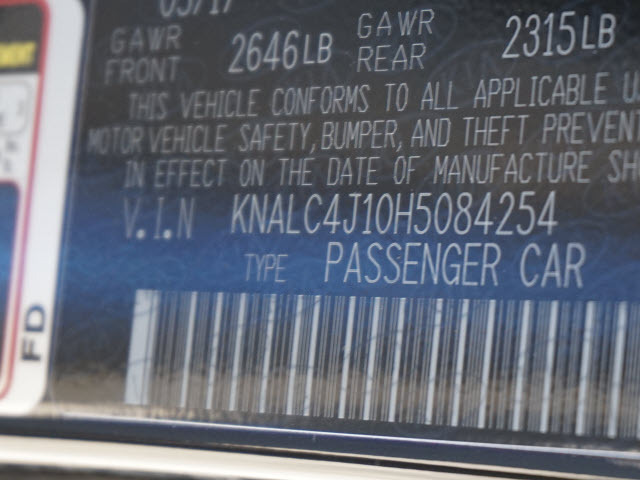 GAWR FRONT 2646LB GAWR REAR 2315LB
THIS VEHICLE CONFORMS TO ALL APPLICABLE
MOTOR VEHICLE SAFETY, BUMPER, AND THEFT PREVENT
IN EFFECT ON THE DATE OF MANUFACTURE SH
V.I.N KNALC4J10H5084254
TYPE PASSENGER CAR
FD